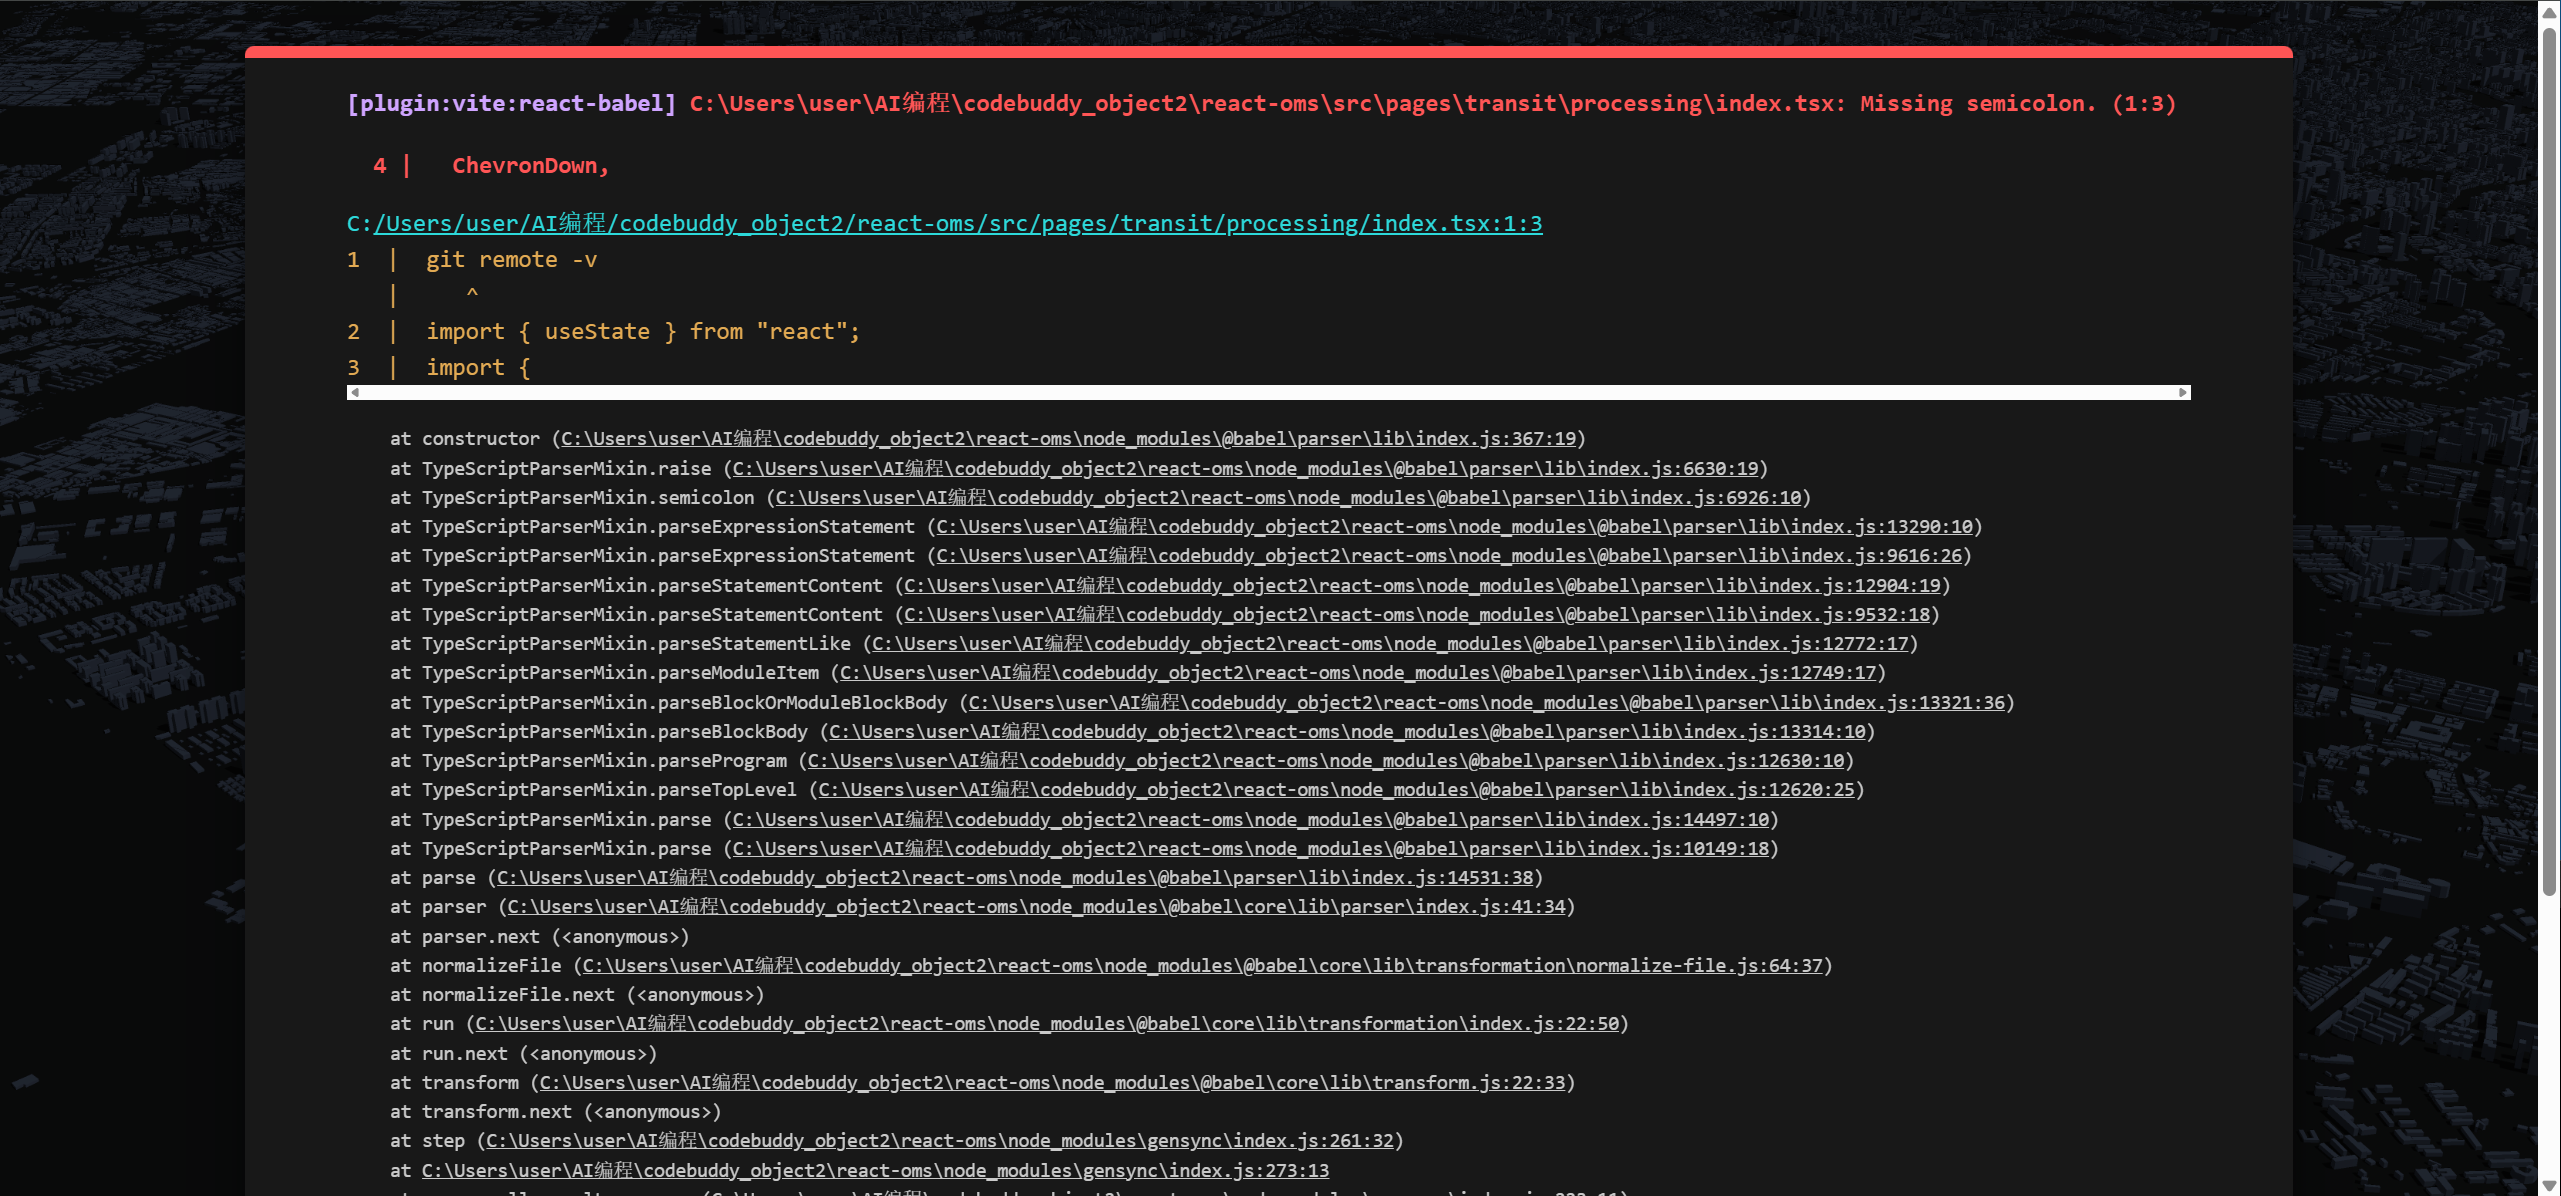 [plugin:vite:react-babel] C:\Users\user\AI编程\codebuddy_object2\react-oms\src\pages\transit\processing\index.tsx: Missing semicolon. (1:3)
4 |   ChevronDown,
C:/Users/user/AI编程/codebuddy_object2/react-oms/src/pages/transit/processing/index.tsx:1:3
1  |  git remote -v
   |     ^
2  |  import { useState } from "react";
3  |  import {
at constructor (C:\Users\user\AI编程\codebuddy_object2\react-oms\node_modules\@babel\parser\lib\index.js:367:19)
at TypeScriptParserMixin.raise (C:\Users\user\AI编程\codebuddy_object2\react-oms\node_modules\@babel\parser\lib\index.js:6630:19)
at TypeScriptParserMixin.semicolon (C:\Users\user\AI编程\codebuddy_object2\react-oms\node_modules\@babel\parser\lib\index.js:6926:10)
at TypeScriptParserMixin.parseExpressionStatement (C:\Users\user\AI编程\codebuddy_object2\react-oms\node_modules\@babel\parser\lib\index.js:13290:10)
at TypeScriptParserMixin.parseExpressionStatement (C:\Users\user\AI编程\codebuddy_object2\react-oms\node_modules\@babel\parser\lib\index.js:9616:26)
at TypeScriptParserMixin.parseStatementContent (C:\Users\user\AI编程\codebuddy_object2\react-oms\node_modules\@babel\parser\lib\index.js:12904:19)
at TypeScriptParserMixin.parseStatementContent (C:\Users\user\AI编程\codebuddy_object2\react-oms\node_modules\@babel\parser\lib\index.js:9532:18)
at TypeScriptParserMixin.parseStatementLike (C:\Users\user\AI编程\codebuddy_object2\react-oms\node_modules\@babel\parser\lib\index.js:12772:17)
at TypeScriptParserMixin.parseModuleItem (C:\Users\user\AI编程\codebuddy_object2\react-oms\node_modules\@babel\parser\lib\index.js:12749:17)
at TypeScriptParserMixin.parseBlockOrModuleBlockBody (C:\Users\user\AI编程\codebuddy_object2\react-oms\node_modules\@babel\parser\lib\index.js:13321:36)
at TypeScriptParserMixin.parseBlockBody (C:\Users\user\AI编程\codebuddy_object2\react-oms\node_modules\@babel\parser\lib\index.js:13314:10)
at TypeScriptParserMixin.parseProgram (C:\Users\user\AI编程\codebuddy_object2\react-oms\node_modules\@babel\parser\lib\index.js:12630:10)
at TypeScriptParserMixin.parseTopLevel (C:\Users\user\AI编程\codebuddy_object2\react-oms\node_modules\@babel\parser\lib\index.js:12620:25)
at TypeScriptParserMixin.parse (C:\Users\user\AI编程\codebuddy_object2\react-oms\node_modules\@babel\parser\lib\index.js:14497:10)
at TypeScriptParserMixin.parse (C:\Users\user\AI编程\codebuddy_object2\react-oms\node_modules\@babel\parser\lib\index.js:10149:18)
at parse (C:\Users\user\AI编程\codebuddy_object2\react-oms\node_modules\@babel\parser\lib\index.js:14531:38)
at parser (C:\Users\user\AI编程\codebuddy_object2\react-oms\node_modules\@babel\core\lib\parser\index.js:41:34)
at parser.next (<anonymous>)
at normalizeFile (C:\Users\user\AI编程\codebuddy_object2\react-oms\node_modules\@babel\core\lib\transformation\normalize-file.js:64:37)
at normalizeFile.next (<anonymous>)
at run (C:\Users\user\AI编程\codebuddy_object2\react-oms\node_modules\@babel\core\lib\transformation\index.js:22:50)
at run.next (<anonymous>)
at transform (C:\Users\user\AI编程\codebuddy_object2\react-oms\node_modules\@babel\core\lib\transform.js:22:33)
at transform.next (<anonymous>)
at step (C:\Users\user\AI编程\codebuddy_object2\react-oms\node_modules\gensync\index.js:261:32)
at C:\Users\user\AI编程\codebuddy_object2\react-oms\node_modules\gensync\index.js:273:13